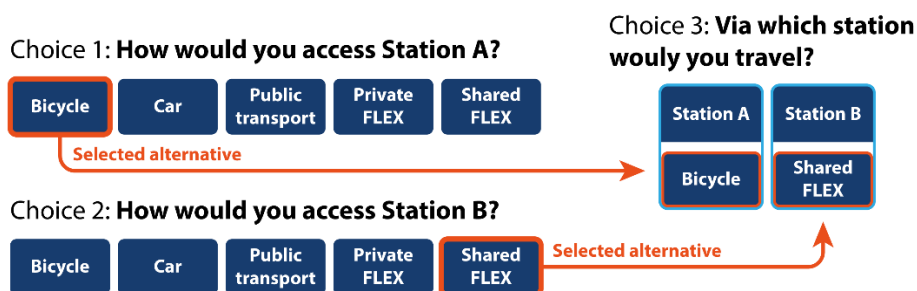 Choice 1: How would you access Station A?
Bicycle
Car
Public
transport
Private
FLEX
Shared
FLEX
Selected alternative
Choice 2: How would you access Station B?
Bicycle
Car
Public
transport
Private
FLEX
Shared
FLEX
Selected alternative
Choice 3: Via which station
wouly you travel?
Station A
Station B
Bicycle
Shared
FLEX